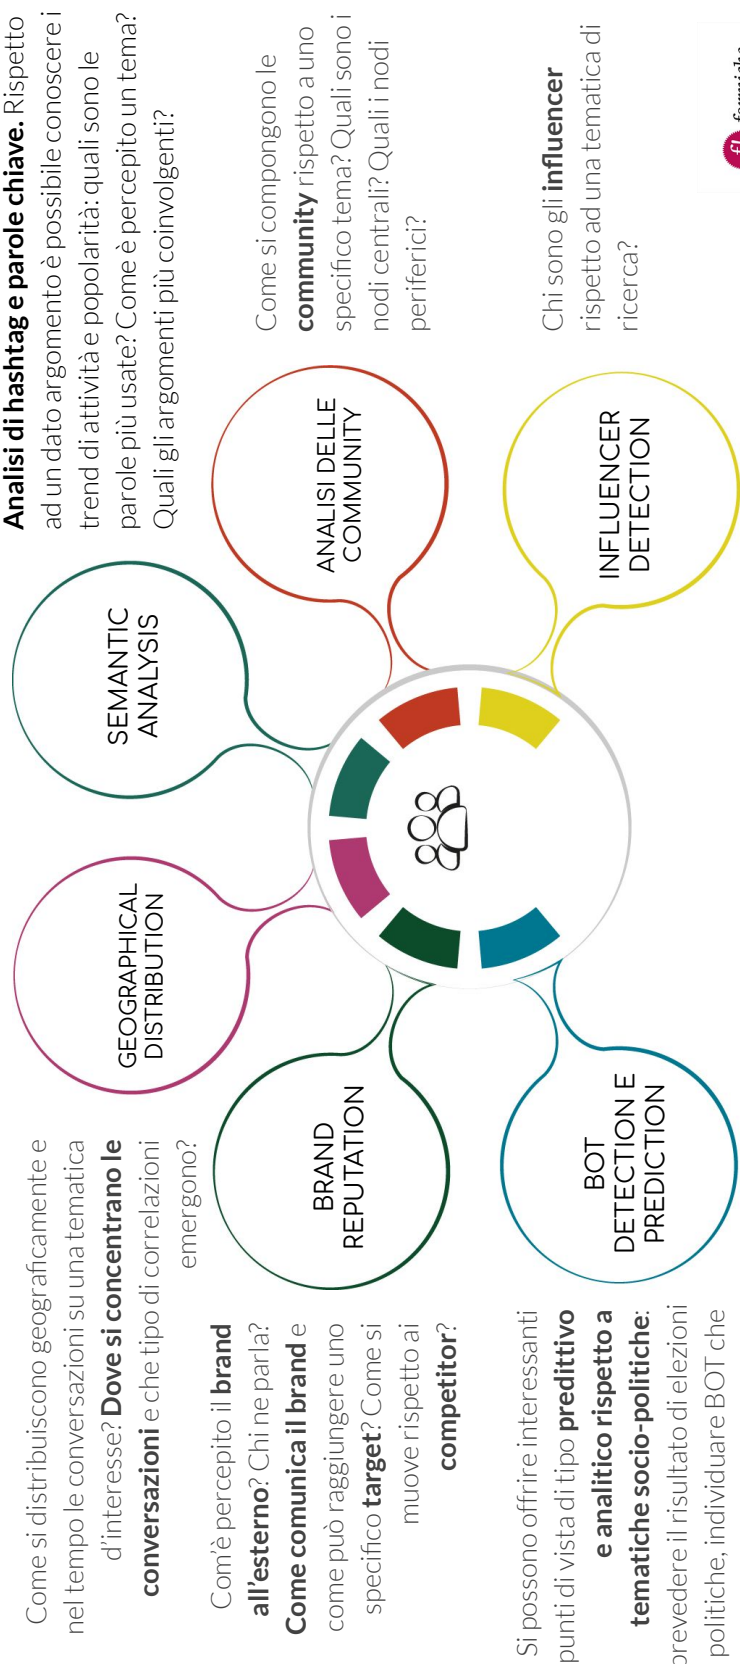 Come si distribuiscono geograficamente e
nel tempo le conversazioni su una tematica
d'interesse? Dove si concentrano le
conversazioni e che tipo di correlazioni
emergono?
GEOGRAPHICAL
DISTRIBUTION
SEMANTIC
ANALYSIS
Analisi di hashtag e parole chiave. Rispetto
ad un dato argomento è possibile conoscere i
trend di attività e popolarità: quali sono le
parole più usate? Come è percepito un tema?
Quali gli argomenti più coinvolgenti?
Com'è percepito il brand
all'esterno? Chi ne parla?
Come comunica il brand e
come può raggiungere uno
specifico target? Come si
muove rispetto ai
competitor?
BRAND
REPUTATION
ANALISI DELLE
COMMUNITY
Come si compongono le
community rispetto a uno
specifico tema? Quali sono i
nodi centrali? Quali i nodi
periferici?
Si possono offrire interessanti
punti di vista di tipo predittivo
e analitico rispetto a
tematiche socio-politiche:
prevedere il risultato di elezioni
politiche, individuare BOT che
BOT
DETECTION E
PREDICTION
INFLUENCER
DETECTION
Chi sono gli influencer
rispetto ad una tematica di
ricerca?